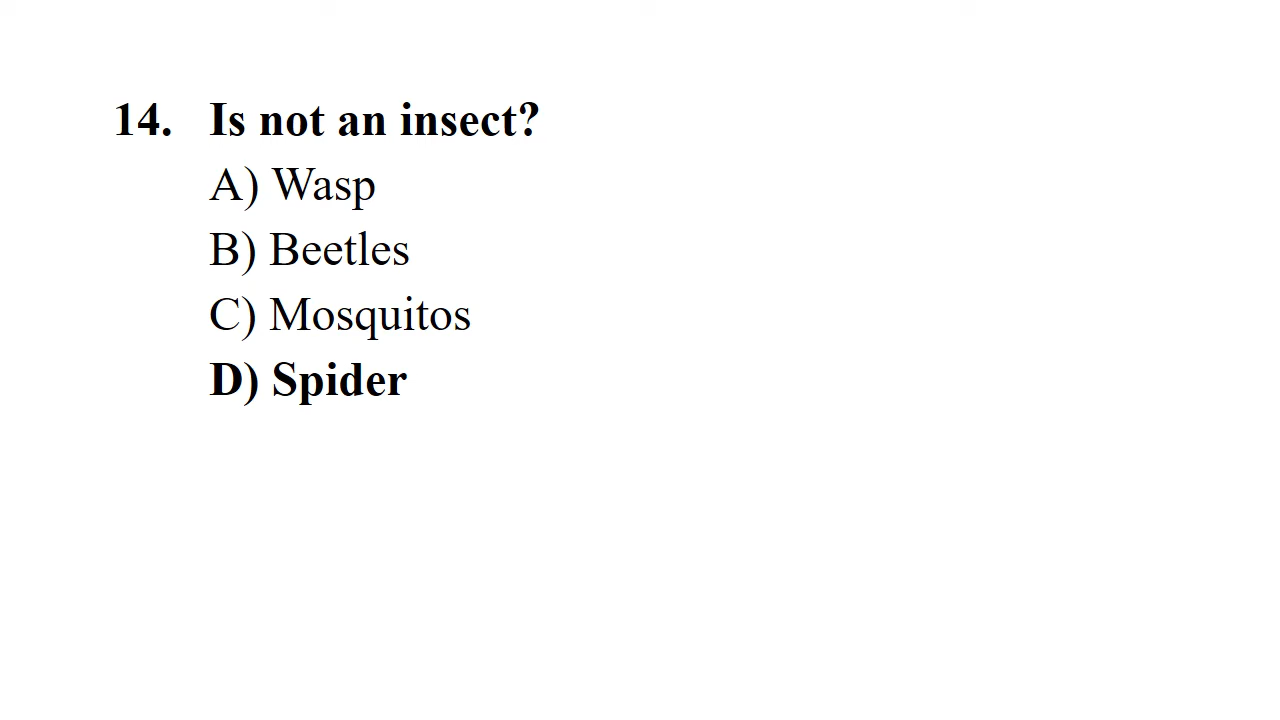 14. Is not an insect?
A) Wasp
B) Beetles
C) Mosquitos
D) Spider